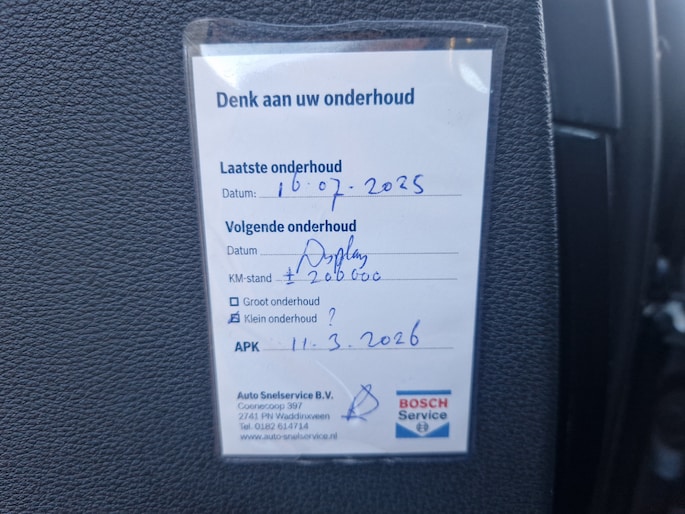 Denk aan uw onderhoud
Laatste onderhoud
Datum: 16.07.2025
Volgende onderhoud
Datum Display
KM-stand ± 200000
Groot onderhoud
Klein onderhoud ?
APK 11.3.2026
Auto Snelservice B.V.
Coenecoop 397
2741 PN Waddinxveen
Tel. 0182 614714
www.auto-snelservice.nl
BOSCH
Service